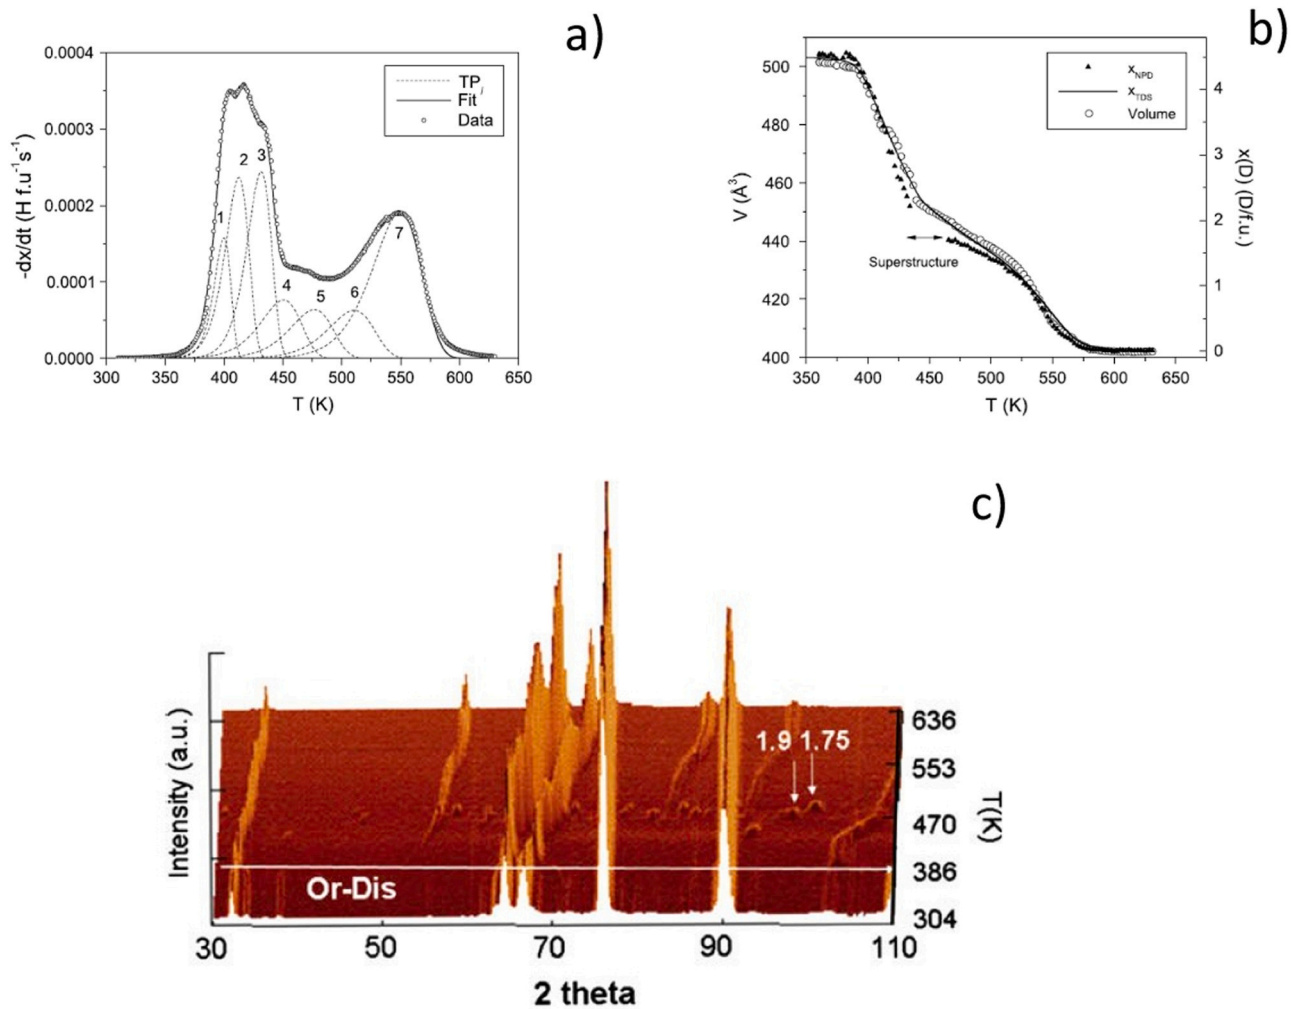 a)
0.0004
0.0003
0.0002
0.0001
0.0000
-dx/dt (H f.u⁻¹s⁻¹)
TPⱼ
Fit
Data
1
2
3
4
5
6
7
300 350 400 450 500 550 600 650
T (K)
b)
500
480
460
440
420
400
V (Å³)
x_NPD
x_TDS
Volume
Superstructure
4
3
2
1
0
x(D) (D/f.u.)
350 400 450 500 550 600 650
T (K)
c)
Intensity (a.u.)
1.9 1.75
Or-Dis
636
553
470
386
304
T(K)
30 50 70 90 110
2 theta